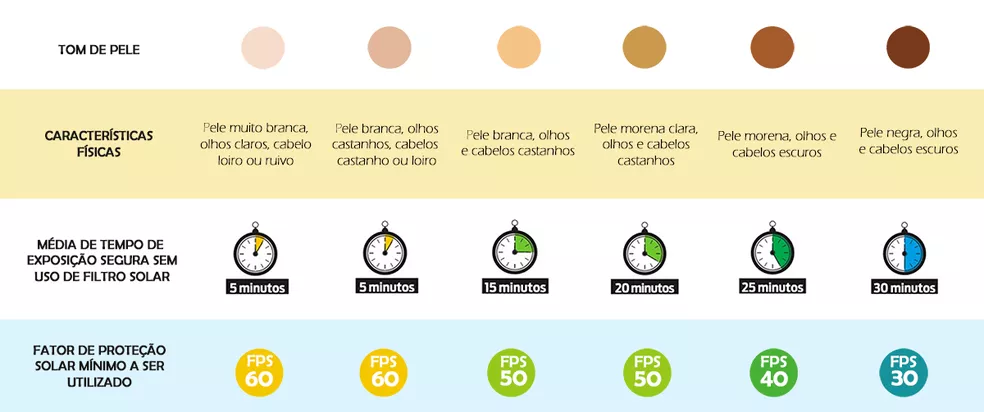 TOM DE PELE
CARACTERÍSTICAS
FÍSICAS
Pele muito branca,
olhos claros, cabelo
loiro ou ruivo
Pele branca, olhos
castanhos, cabelos
castanho ou loiro
Pele branca, olhos
e cabelos castanhos
Pele morena clara,
olhos e cabelos
castanhos
Pele morena, olhos e
cabelos escuros
Pele negra, olhos
e cabelos escuros
MÉDIA DE TEMPO DE
EXPOSIÇÃO SEGURA SEM
USO DE FILTRO SOLAR
5 minutos
5 minutos
15 minutos
20 minutos
25 minutos
30 minutos
FATOR DE PROTEÇÃO
SOLAR MÍNIMO A SER
UTILIZADO
FPS
60
FPS
60
FPS
50
FPS
50
FPS
40
FPS
30